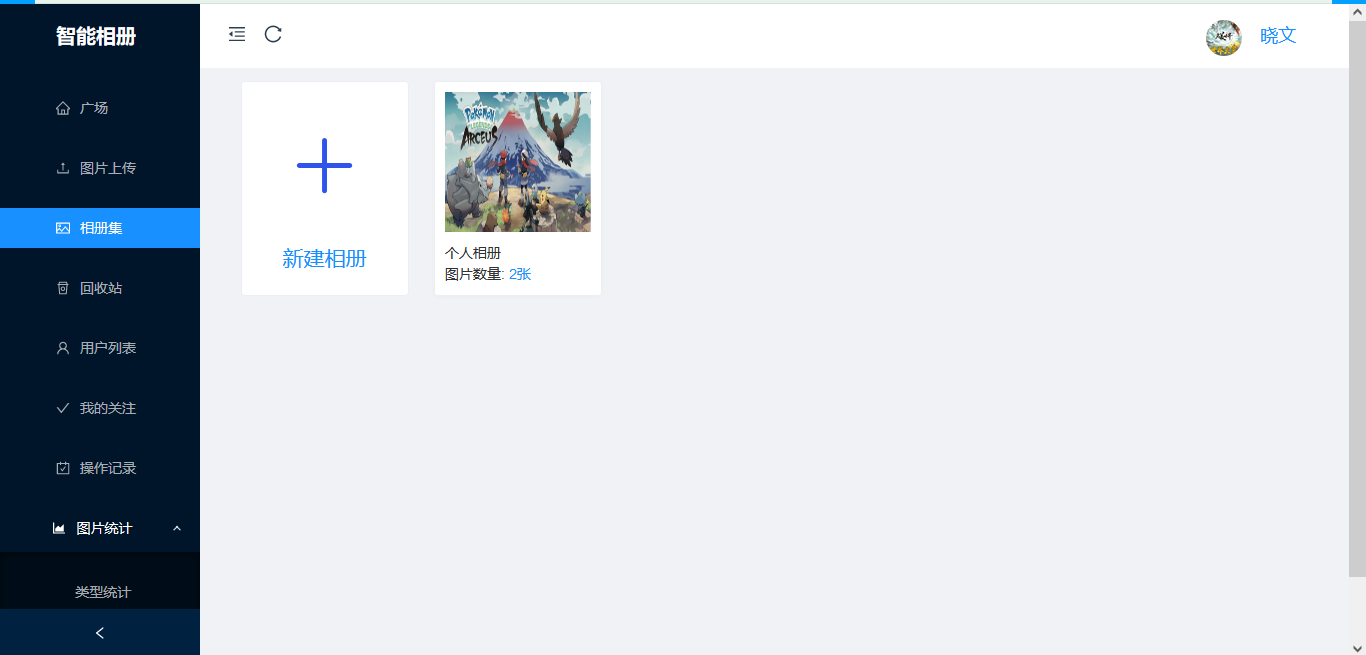 智能相册
晓文
广场
图片上传
相册集
回收站
用户列表
我的关注
操作记录
图片统计
类型统计
新建相册
POKéMON
LEGENDS
ARCEUS
个人相册
图片数量: 2张